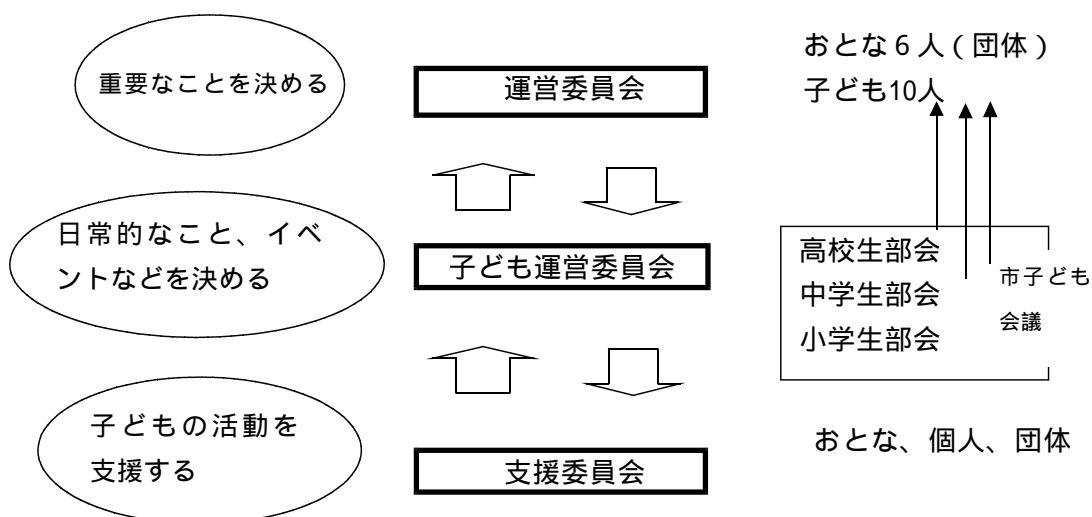 重要なことを決める
運営委員会
おとな6人(団体)
子ども10人
日常的なこと、イベ
ントなどを決める
子ども運営委員会
高校生部会
中学生部会
小学生部会
市子ども
会議
子どもの活動を
支援する
支援委員会
おとな、個人、団体